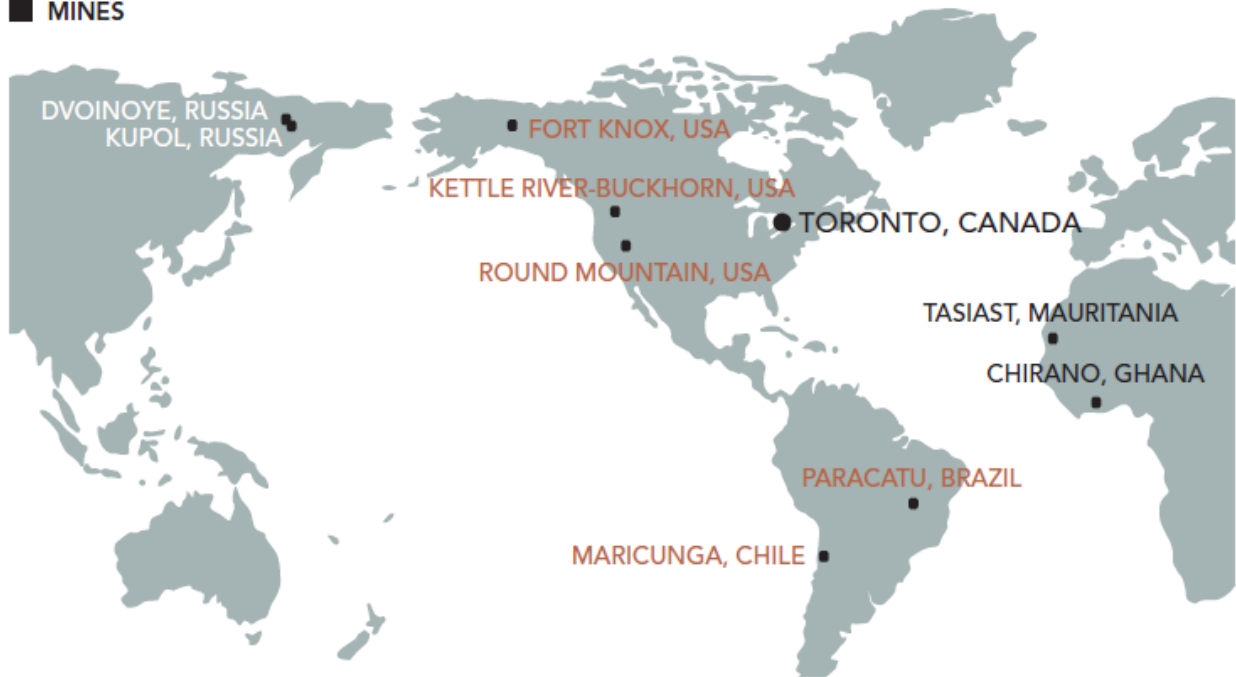 MINES
DVOINOYE, RUSSIA
KUPOL, RUSSIA
FORT KNOX, USA
KETTLE RIVER-BUCKHORN, USA
TORONTO, CANADA
ROUND MOUNTAIN, USA
TASIAST, MAURITANIA
CHIRANO, GHANA
PARACATU, BRAZIL
MARICUNGA, CHILE